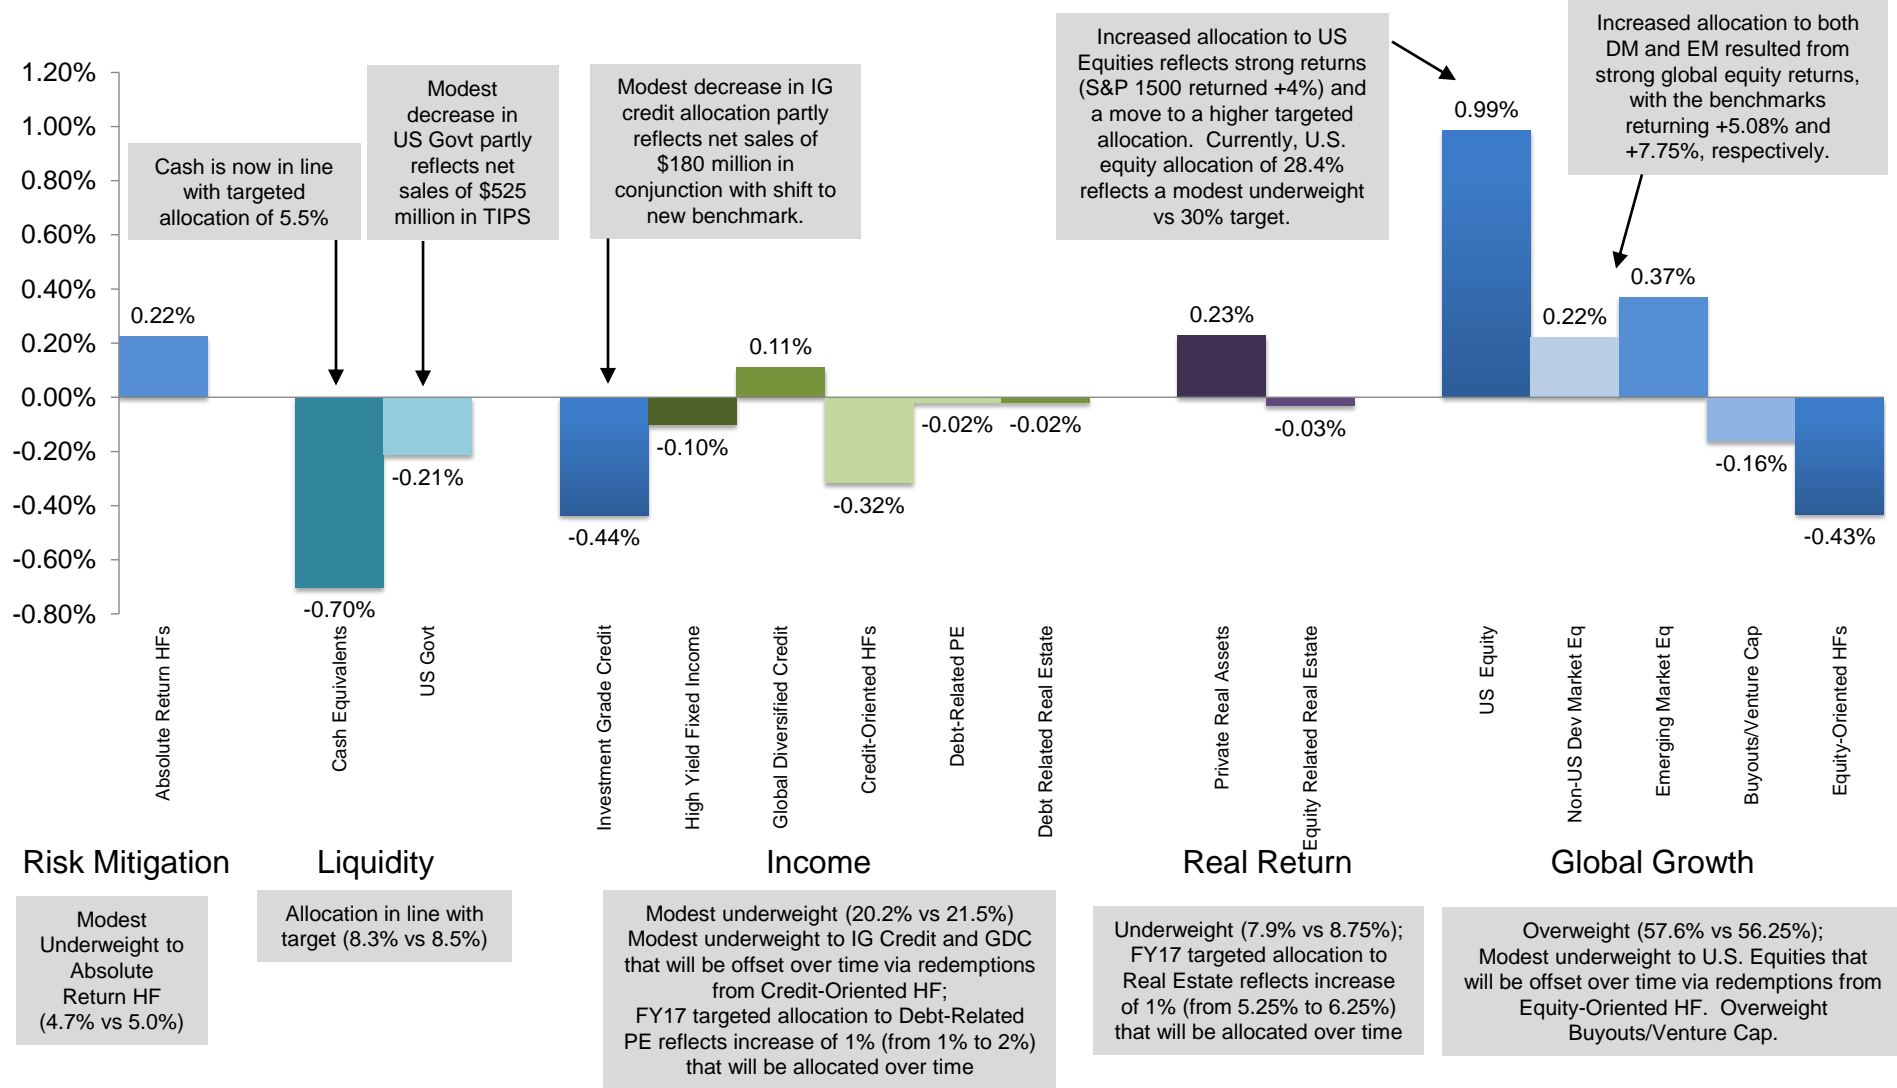 Increased allocation to US
Equities reflects strong returns
(S&P 1500 returned +4%) and
a move to a higher targeted
allocation.  Currently, U.S.
equity allocation of 28.4%
reflects a modest underweight
vs 30% target.
Increased allocation to both
DM and EM resulted from
strong global equity returns,
with the benchmarks
returning +5.08% and
+7.75%, respectively.
Modest
decrease in
US Govt partly
reflects net
sales of $525
million in TIPS
Modest decrease in IG
credit allocation partly
reflects net sales of
$180 million in
conjunction with shift to
new benchmark.
Cash is now in line
with targeted
allocation of 5.5%
1.20%
1.00%
0.80%
0.60%
0.40%
0.20%
0.00%
-0.20%
-0.40%
-0.60%
-0.80%
0.22%
-0.70%
-0.21%
-0.44%
-0.10%
0.11%
-0.32%
-0.02%
-0.02%
0.23%
-0.03%
0.99%
0.22%
0.37%
-0.16%
-0.43%
Absolute Return HFs
Cash Equivalents
US Govt
Investment Grade Credit
High Yield Fixed Income
Global Diversified Credit
Credit-Oriented HFs
Debt-Related PE
Debt Related Real Estate
Private Real Assets
Equity Related Real Estate
US  Equity
Non-US Dev Market Eq
Emerging Market Eq
Buyouts/Venture Cap
Equity-Oriented HFs
Risk Mitigation
Liquidity
Income
Real Return
Global Growth
Modest
Underweight to
Absolute
Return HF
(4.7% vs 5.0%)
Allocation in line with
target (8.3% vs 8.5%)
Modest underweight (20.2% vs 21.5%)
Modest underweight to IG Credit and GDC
that will be offset over time via redemptions
from Credit-Oriented HF;
FY17 targeted allocation to Debt-Related
PE reflects increase of 1% (from 1% to 2%)
that will be allocated over time
Underweight (7.9% vs 8.75%);
FY17 targeted allocation to
Real Estate reflects increase
of 1% (from 5.25% to 6.25%)
that will be allocated over time
Overweight (57.6% vs 56.25%);
Modest underweight to U.S. Equities that
will be offset over time via redemptions from
Equity-Oriented HF.  Overweight
Buyouts/Venture Cap.